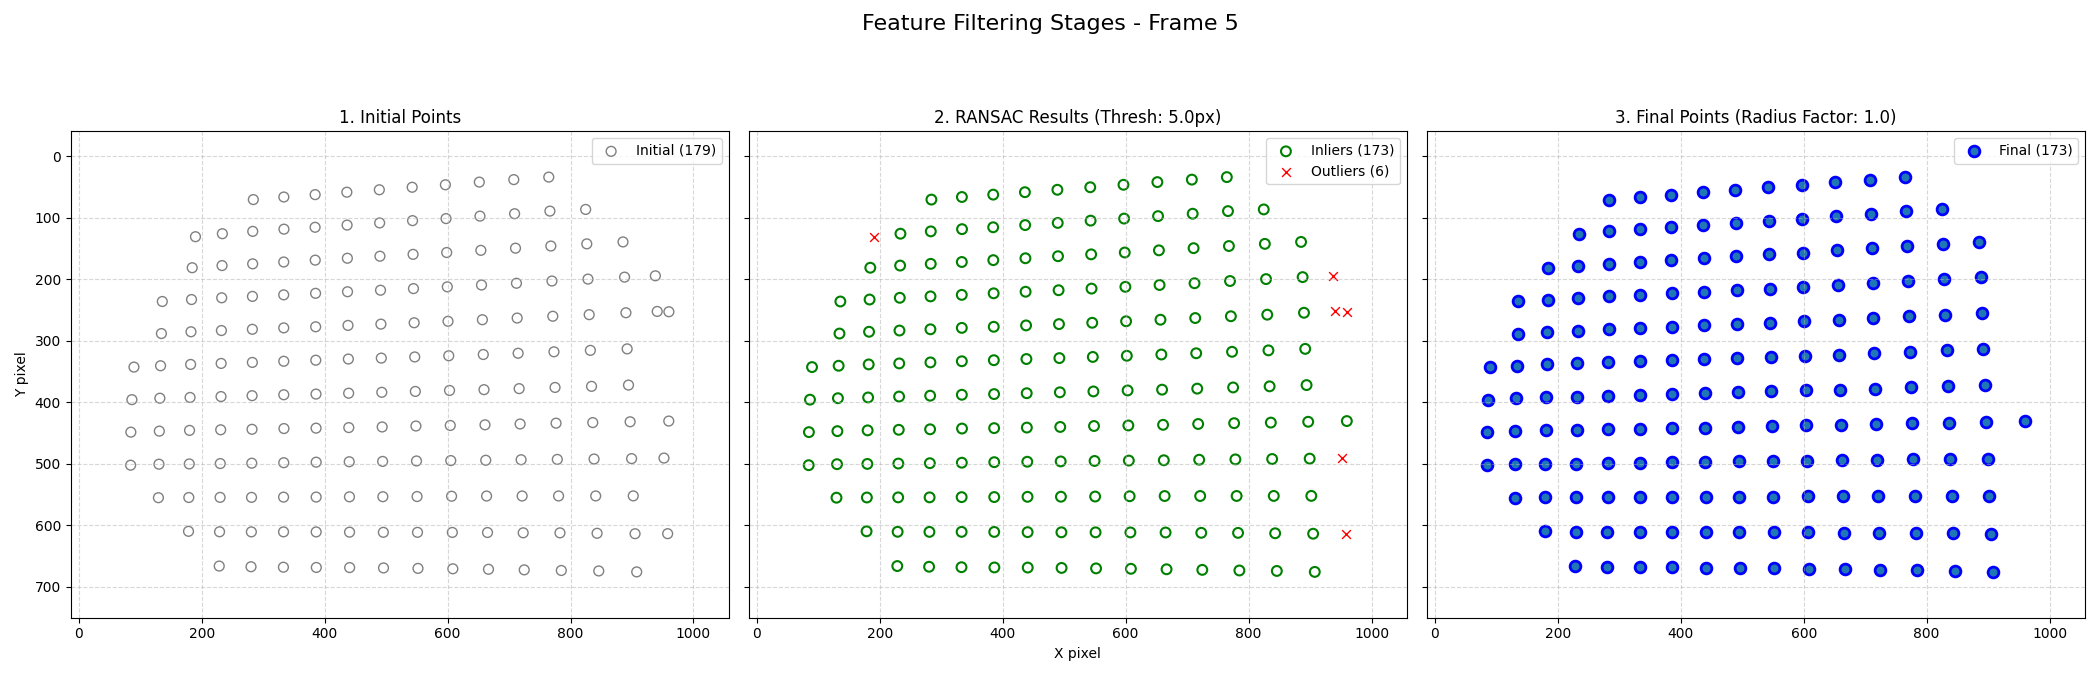 Feature Filtering Stages - Frame 5
1. Initial Points
Initial (179)
0
100
200
300
400
500
600
700
Y pixel
0 200 400 600 800 1000
2. RANSAC Results (Thresh: 5.0px)
Inliers (173)
Outliers (6)
0 200 400 600 800 1000
X pixel
3. Final Points (Radius Factor: 1.0)
Final (173)
0 200 400 600 800 1000